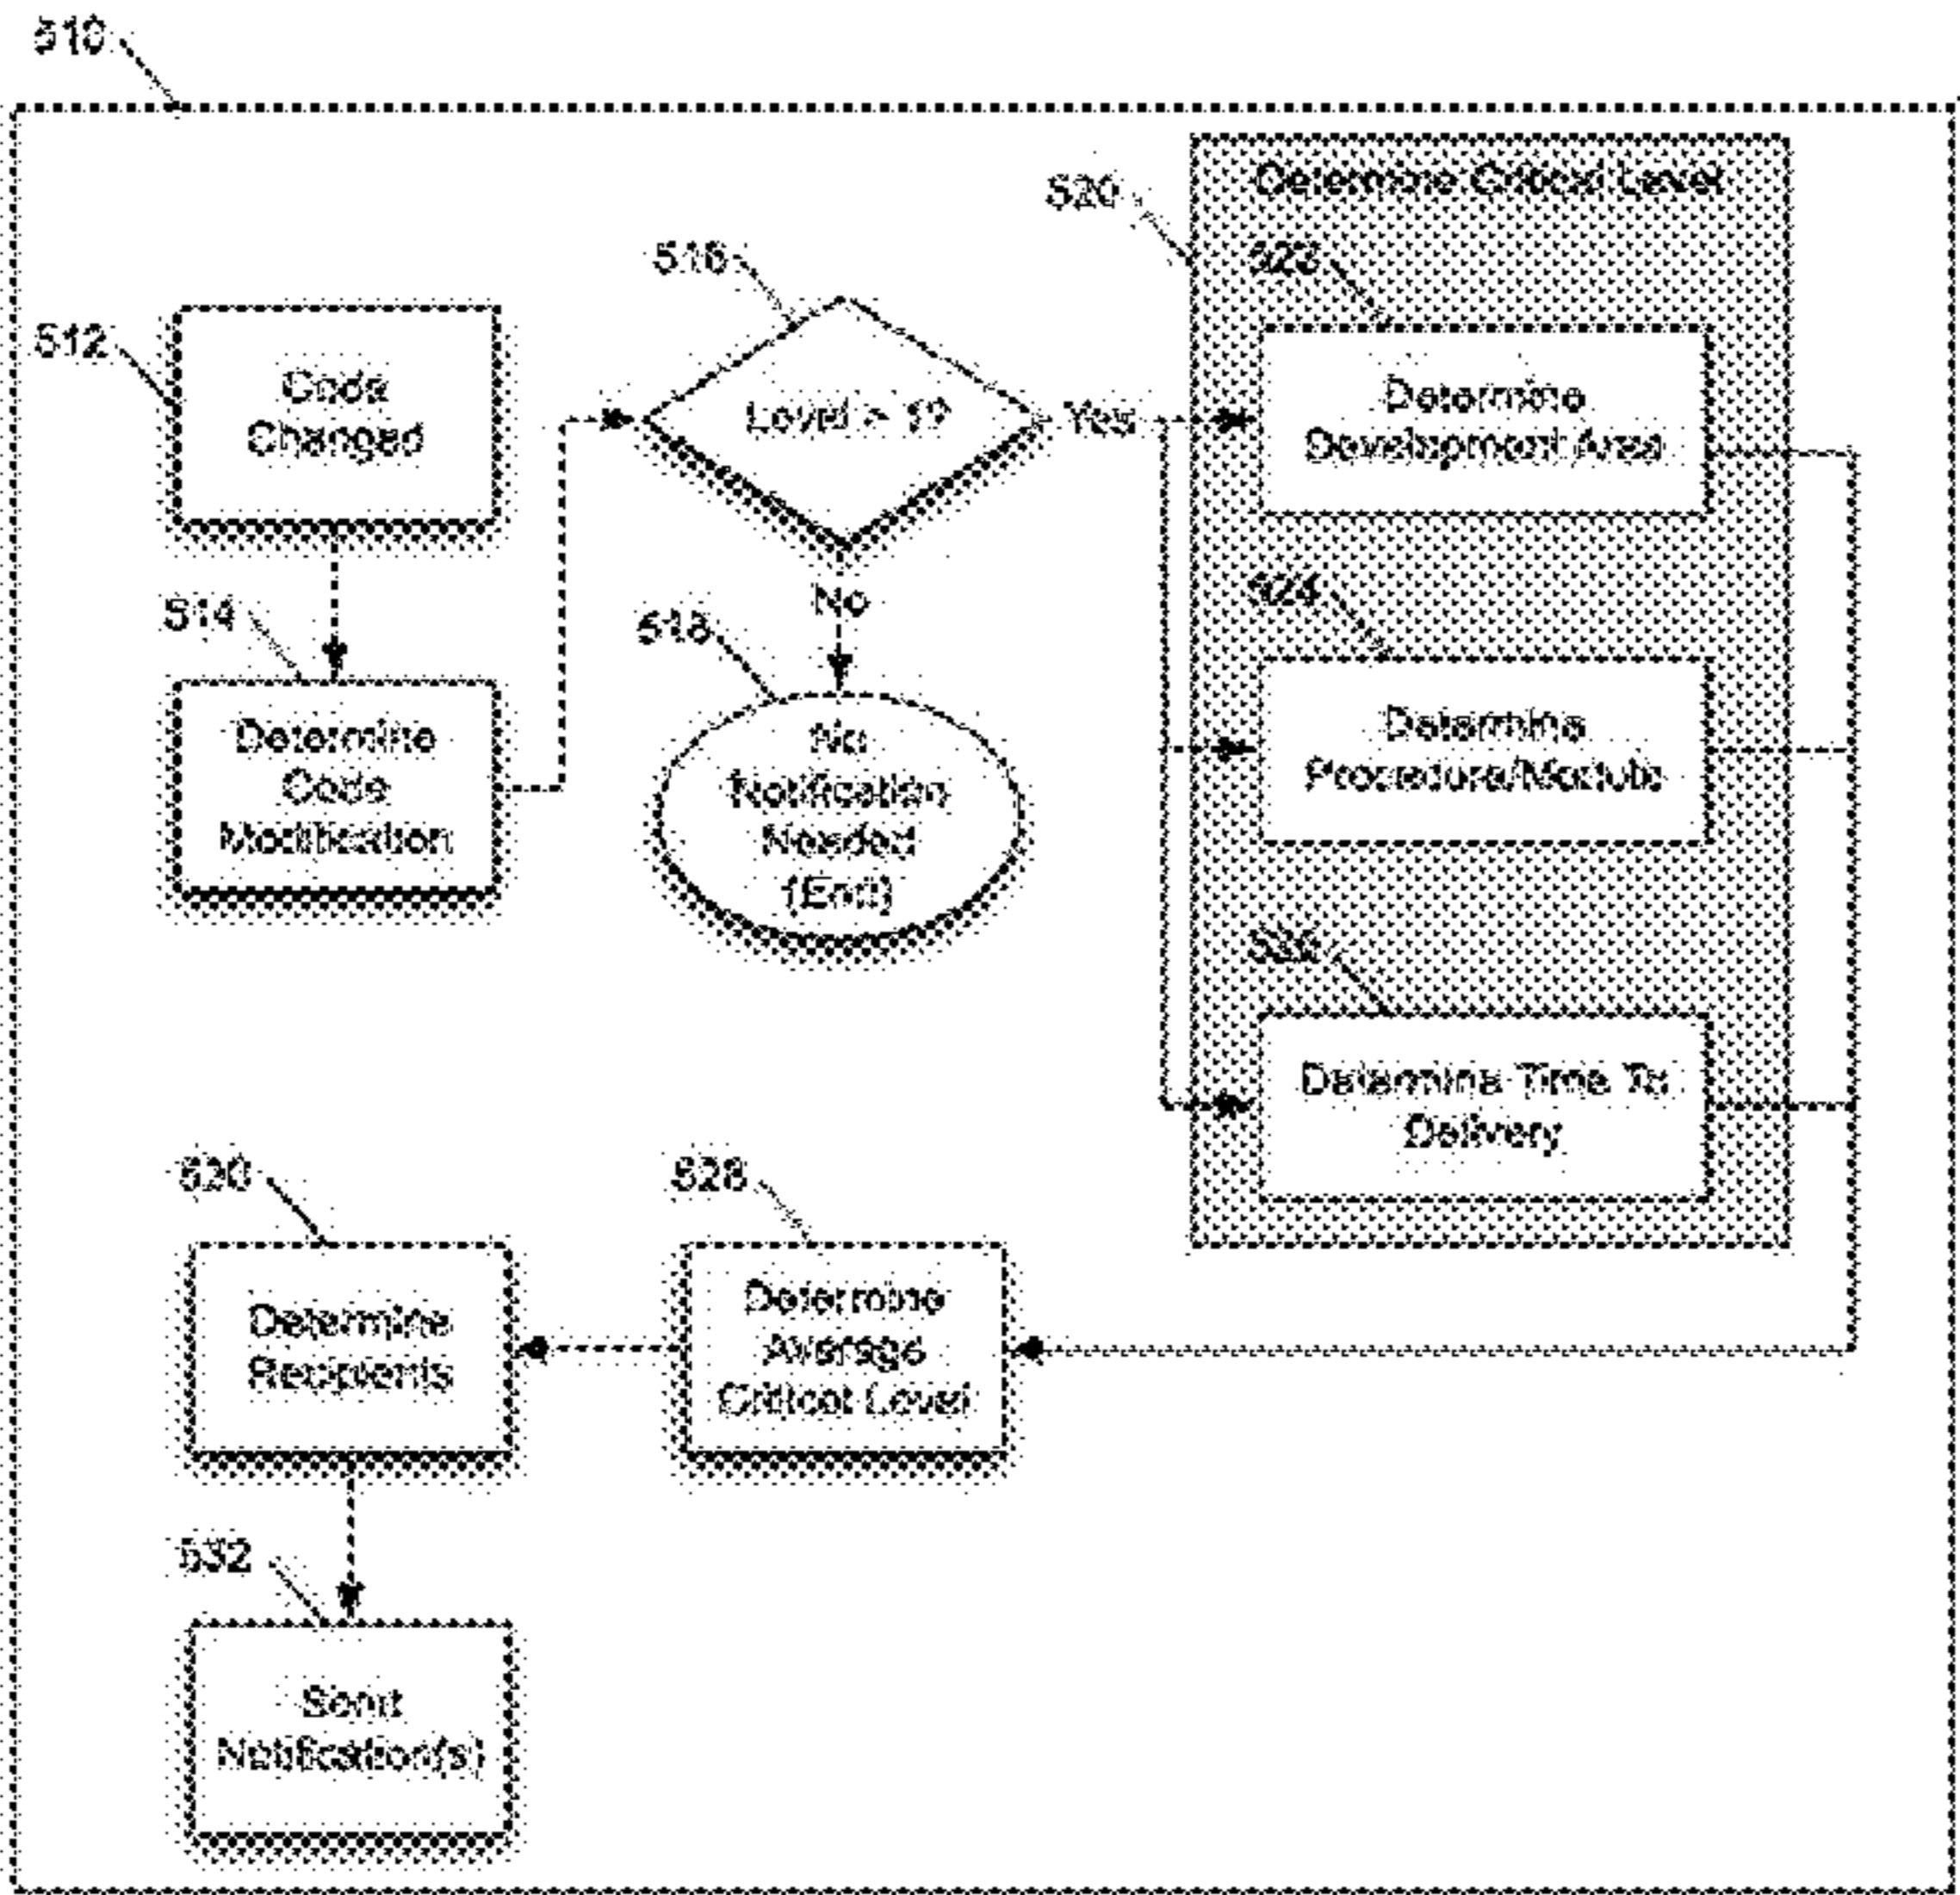 510
Determine Critical Level
520
516
522
512
Code
Changed
Level > 1?
Yes
Determine
Development Area
514
No
518
524
Determine
Code
Modification
No
Notification
Needed
(End)
Determine
Procedure/Module
Determine Time To
Delivery
528
Determine
Recipients
Determine
Average
Critical Level
532
Send
Notification(s)